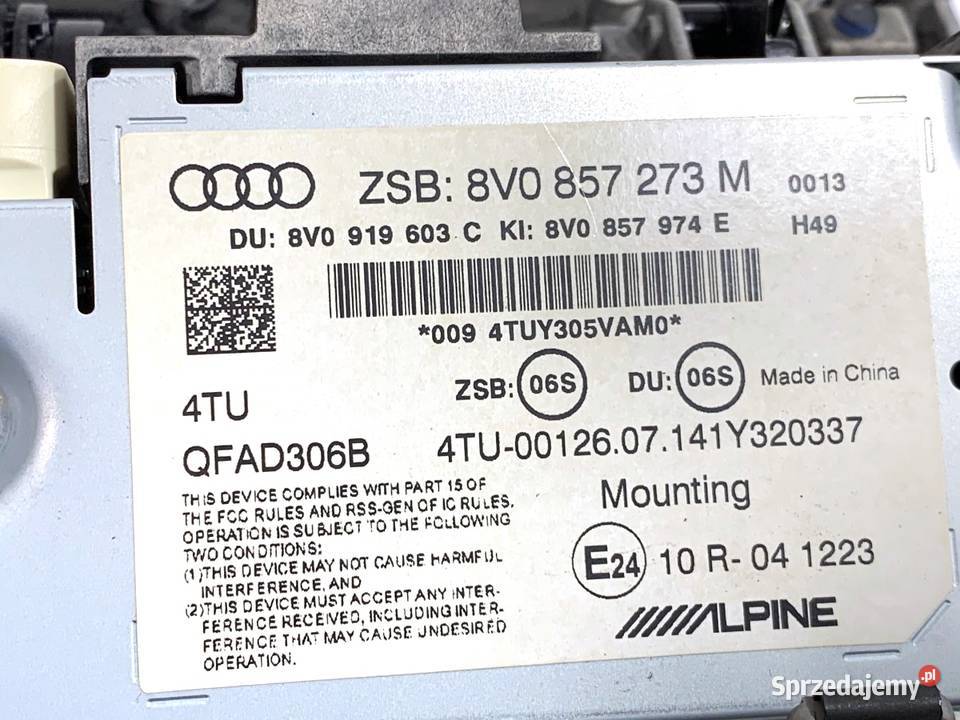 ZSB: 8V0 857 273 M 0013
DU: 8V0 919 603 C KI: 8V0 857 974 E H49
*009 4TUY305VAM0*
ZSB: 06S DU: 06S Made in China
4TU
QFAD306B 4TU-00126.07.141Y320337
THIS DEVICE COMPLIES WITH PART 15 OF
THE FCC RULES AND RSS-GEN OF IC RULES.
OPERATION IS SUBJECT TO THE FOLLOWING
TWO CONDITIONS:
(1)THIS DEVICE MAY NOT CAUSE HARMFUL
INTERFERENCE, AND
(2)THIS DEVICE MUST ACCEPT ANY INTER-
FERENCE RECEIVED, INCLUDING INTER-
FERENCE THAT MAY CAUSE UNDESIRED
OPERATION.
Mounting
E24 10 R- 04 1223
ALPINE
Sprzedajemy.pl